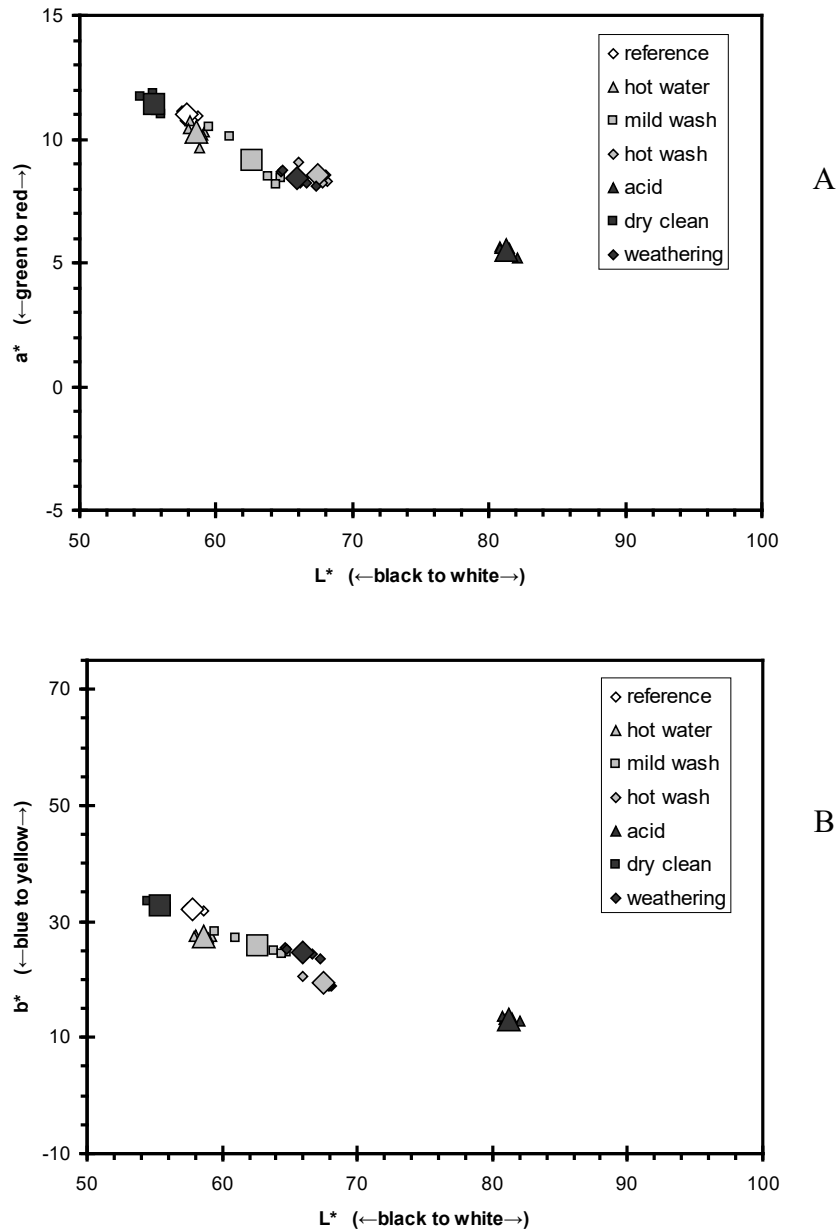 15
10
5
0
-5
50
60
70
80
90
100
a* (←green to red→)
L* (←black to white→)
reference
hot water
mild wash
hot wash
acid
dry clean
weathering
A
70
50
30
10
-10
50
60
70
80
90
100
b* (←blue to yellow→)
L* (←black to white→)
reference
hot water
mild wash
hot wash
acid
dry clean
weathering
B